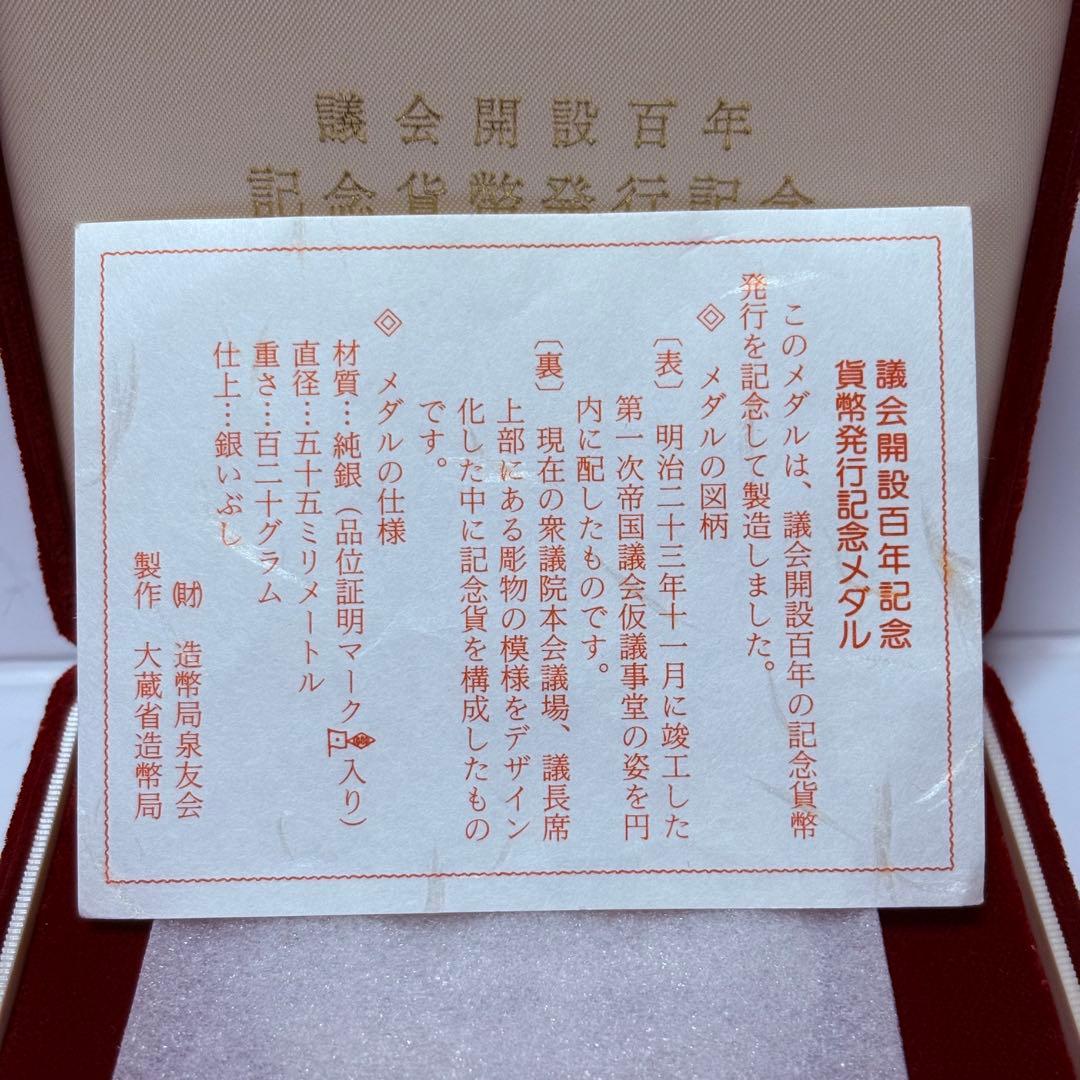 議会開設百年
記念貨幣発行記念
議会開設百年記念
貨幣発行記念メダル
このメダルは、議会開設百年の記念貨幣
発行を記念して製造しました。
◇ メダルの図柄
〔表〕 明治二十三年十一月に竣工した
第一次帝国議会仮議事堂の姿を円
内に配したものです。
〔裏〕 現在の衆議院本会議場、議長席
上部にある彫物の模様をデザイン
化した中に記念貨を構成したもの
です。
◇ メダルの仕様
材質…純銀（品位証明マーク入り）
直径…五十五ミリメートル
重さ…百二十グラム
仕上…銀いぶし
㈶ 造幣局泉友会
製作 大蔵省造幣局